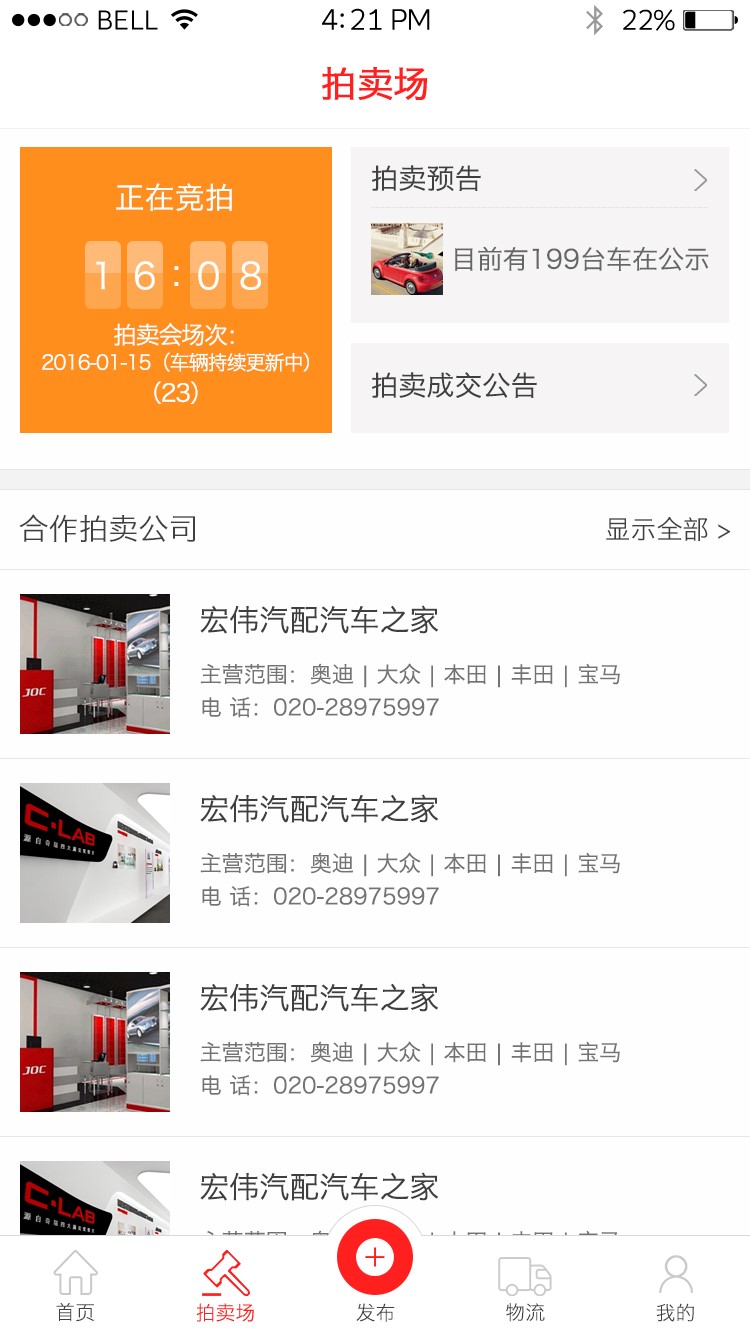 BELL
4:21 PM
22%
拍卖场
正在竞拍
16:08
拍卖会场次：
2016-01-15（车辆持续更新中）
（23）
拍卖预告
目前有199台车在公示
拍卖成交公告
合作拍卖公司
显示全部 >
JOC
宏伟汽配汽车之家
主营范围：奥迪 | 大众 | 本田 | 丰田 | 宝马
电 话：020-28975997
C·LAB
宏伟汽配汽车之家
主营范围：奥迪 | 大众 | 本田 | 丰田 | 宝马
电 话：020-28975997
JOC
宏伟汽配汽车之家
主营范围：奥迪 | 大众 | 本田 | 丰田 | 宝马
电 话：020-28975997
C·LAB
宏伟汽配汽车之家
首页
拍卖场
发布
物流
我的